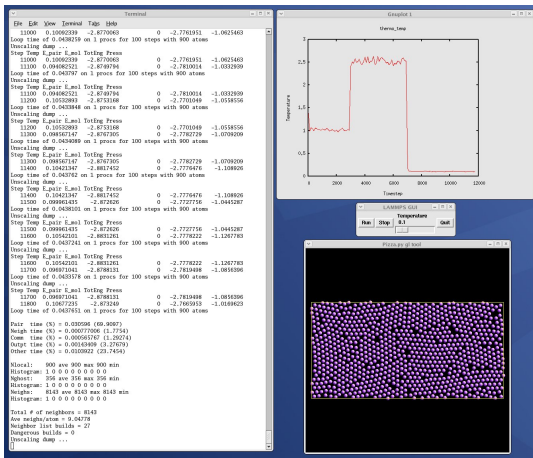 Terminal
File Edit View Terminal Tabs Help
11000 0.10092339 -2.8770063 0 -2.7761951 -1.0625463
Loop time of 0.0438259 on 1 procs for 100 steps with 900 atoms
Unscaling dump ...
Step Temp E_pair E_mol TotEng Press
11000 0.10092339 -2.8770063 0 -2.7761951 -1.0625463
11100 0.094082521 -2.8749794 0 -2.7810014 -1.0332939
Loop time of 0.043797 on 1 procs for 100 steps with 900 atoms
Unscaling dump ...
Step Temp E_pair E_mol TotEng Press
11100 0.094082521 -2.8749794 0 -2.7810014 -1.0332939
11200 0.10532893 -2.8753168 0 -2.7701049 -1.0558556
Loop time of 0.0433848 on 1 procs for 100 steps with 900 atoms
Unscaling dump ...
Step Temp E_pair E_mol TotEng Press
11200 0.10532893 -2.8753168 0 -2.7701049 -1.0558556
11300 0.098567147 -2.8767305 0 -2.7782729 -1.0709209
Loop time of 0.0434089 on 1 procs for 100 steps with 900 atoms
Unscaling dump ...
Step Temp E_pair E_mol TotEng Press
11300 0.098567147 -2.8767305 0 -2.7782729 -1.0709209
11400 0.10421347 -2.8817452 0 -2.7776476 -1.108926
Loop time of 0.043762 on 1 procs for 100 steps with 900 atoms
Unscaling dump ...
Step Temp E_pair E_mol TotEng Press
11400 0.10421347 -2.8817452 0 -2.7776476 -1.108926
11500 0.099961435 -2.872626 0 -2.7727756 -1.0445287
Loop time of 0.0438101 on 1 procs for 100 steps with 900 atoms
Unscaling dump ...
Step Temp E_pair E_mol TotEng Press
11500 0.099961435 -2.872626 0 -2.7727756 -1.0445287
11600 0.10542101 -2.8831261 0 -2.7778222 -1.1267783
Loop time of 0.0437241 on 1 procs for 100 steps with 900 atoms
Unscaling dump ...
Step Temp E_pair E_mol TotEng Press
11600 0.10542101 -2.8831261 0 -2.7778222 -1.1267783
11700 0.096971041 -2.8788131 0 -2.7819498 -1.0856396
Loop time of 0.0433578 on 1 procs for 100 steps with 900 atoms
Unscaling dump ...
Step Temp E_pair E_mol TotEng Press
11700 0.096971041 -2.8788131 0 -2.7819498 -1.0856396
11800 0.10677235 -2.873249 0 -2.7665953 -1.0169623
Loop time of 0.0437651 on 1 procs for 100 steps with 900 atoms
Pair time (%) = 0.030596 (69.9097)
Neigh time (%) = 0.000777006 (1.7754)
Comm time (%) = 0.000565767 (1.29274)
Outpt time (%) = 0.00143409 (3.27679)
Other time (%) = 0.0103922 (23.7454)
Nlocal: 900 ave 900 max 900 min
Histogram: 1 0 0 0 0 0 0 0 0 0
Nghost: 356 ave 356 max 356 min
Histogram: 1 0 0 0 0 0 0 0 0 0
Neighs: 8143 ave 8143 max 8143 min
Histogram: 1 0 0 0 0 0 0 0 0 0
Total # of neighbors = 8143
Ave neighs/atom = 9.04778
Neighbor list builds = 27
Dangerous builds = 0
Unscaling dump ...
Gnuplot 1
thermo_temp
3
2.5
2
1.5
1
0.5
0
Temperature
0 2000 4000 6000 8000 10000 12000
Timestep
LAMMPS GUI
Temperature
Run Stop 0.1 Quit
Pizza.py gl tool